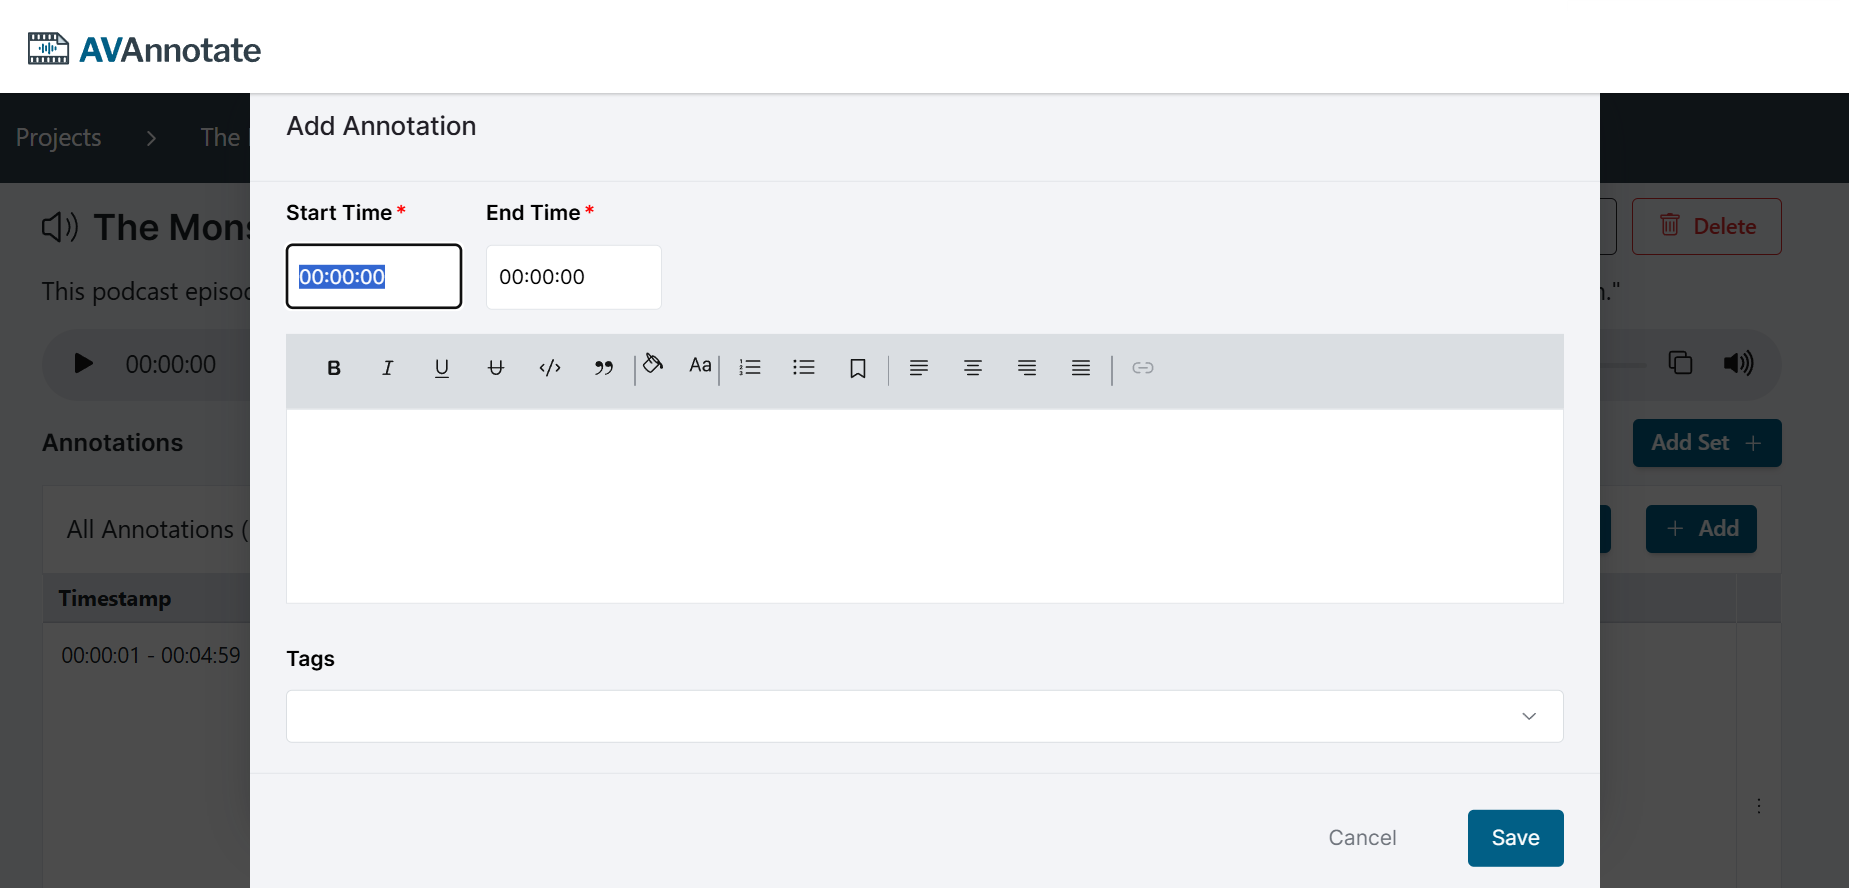 AVAnnotate
Projects > The
Add Annotation
Start Time* End Time*
The Mons
Delete
00:00:00 00:00:00
This podcast episo
n."
00:00:00
B I U U </> ” Aa
Annotations
Add Set +
All Annotations (
+ Add
Timestamp
00:00:01 - 00:04:59
Tags
Cancel Save